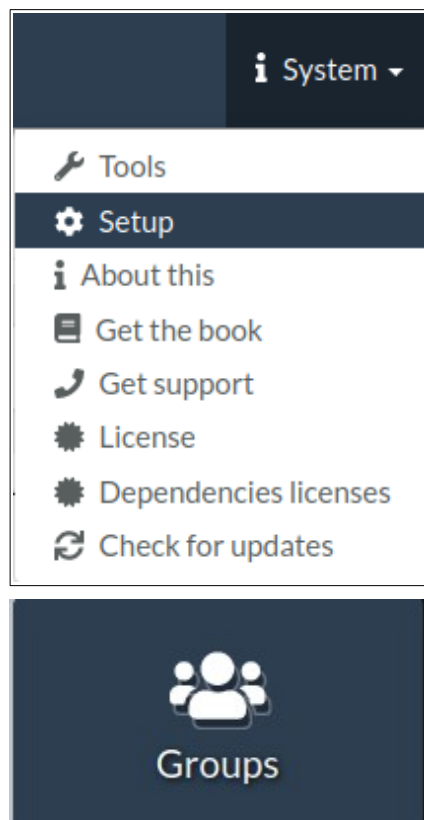 System
Tools
Setup
About this
Get the book
Get support
License
Dependencies licenses
Check for updates
Groups